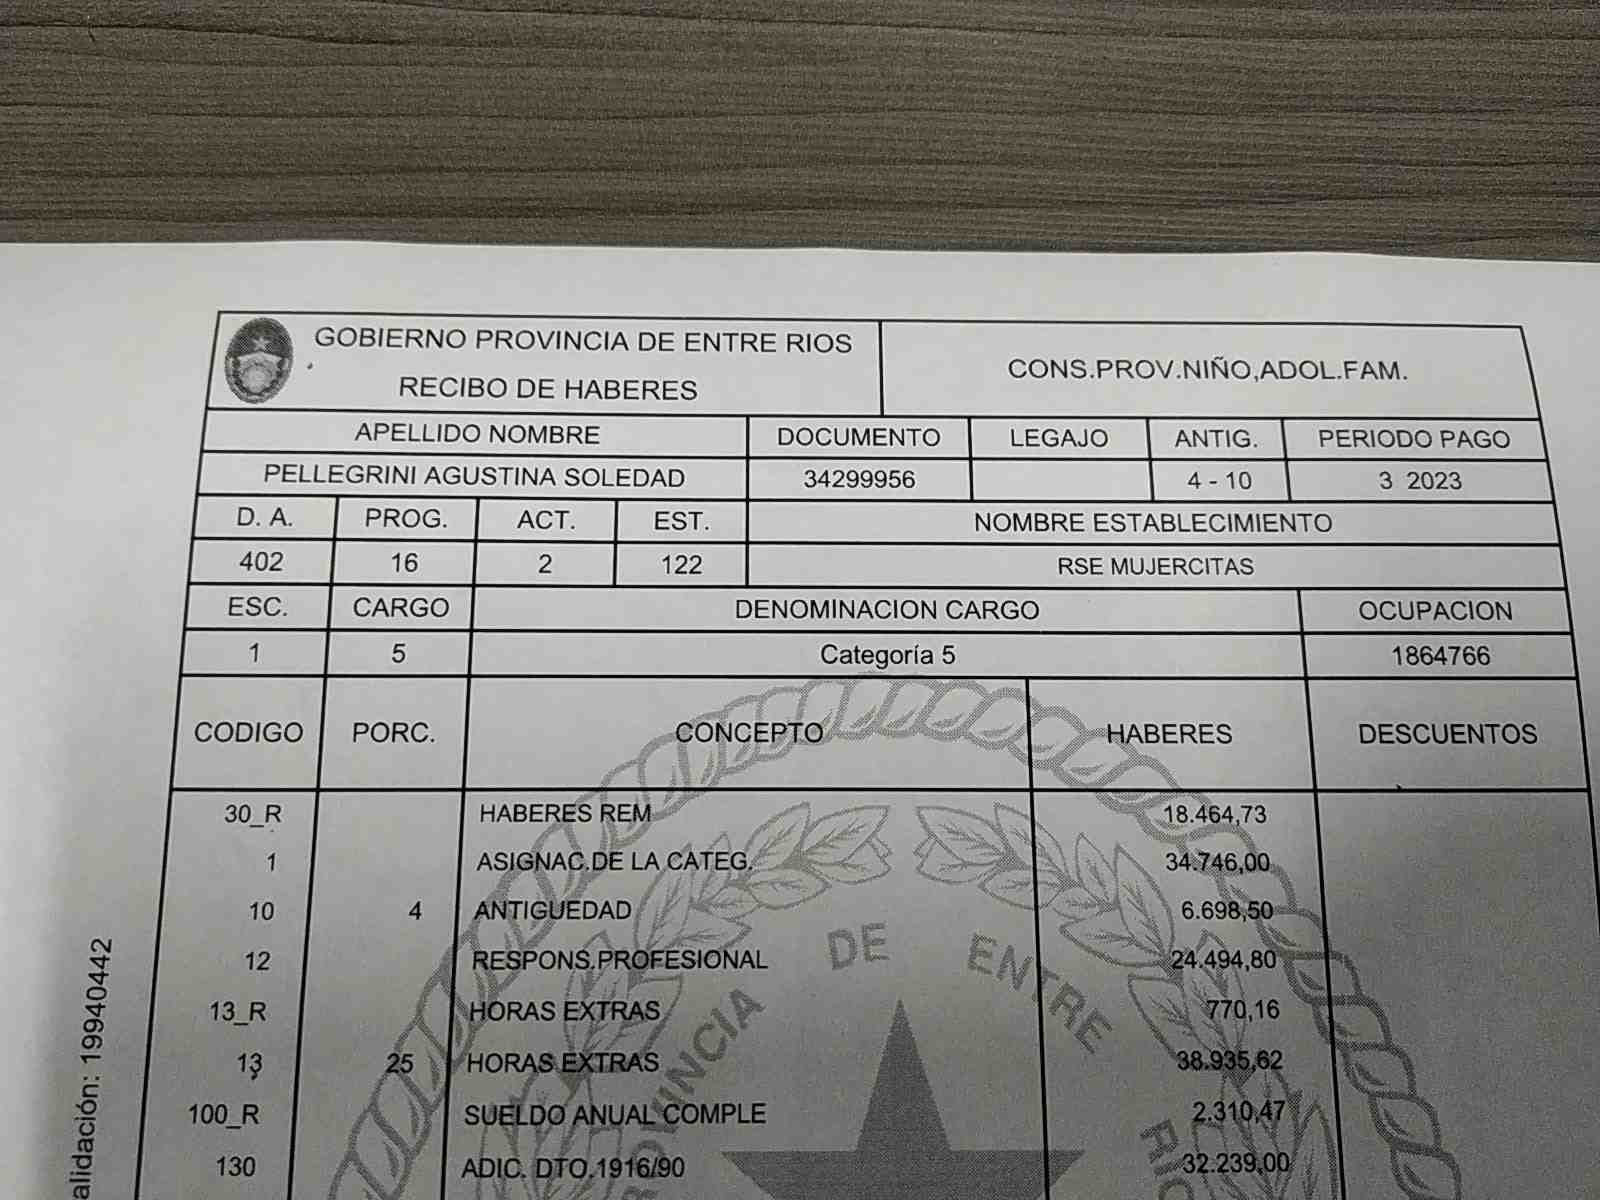 GOBIERNO PROVINCIA DE ENTRE RIOS
RECIBO DE HABERES
CONS.PROV.NIÑO,ADOL.FAM.
APELLIDO NOMBRE DOCUMENTO LEGAJO ANTIG. PERIODO PAGO
PELLEGRINI AGUSTINA SOLEDAD 34299956 4 - 10 3 2023
D. A. PROG. ACT. EST. NOMBRE ESTABLECIMIENTO
402 16 2 122 RSE MUJERCITAS
ESC. CARGO DENOMINACION CARGO OCUPACION
1 5 Categoría 5 1864766
CODIGO PORC. CONCEPTO HABERES DESCUENTOS
30_R HABERES REM 18.464,73
1 ASIGNAC.DE LA CATEG. 34.746,00
10 4 ANTIGUEDAD 6.698,50
12 RESPONS.PROFESIONAL 24.494,80
13_R HORAS EXTRAS 770,16
13 25 HORAS EXTRAS 38.935,62
100_R SUELDO ANUAL COMPLE 2.310,47
130 ADIC. DTO.1916/90 32.239,00
alidación: 19940442
DE ENTRE